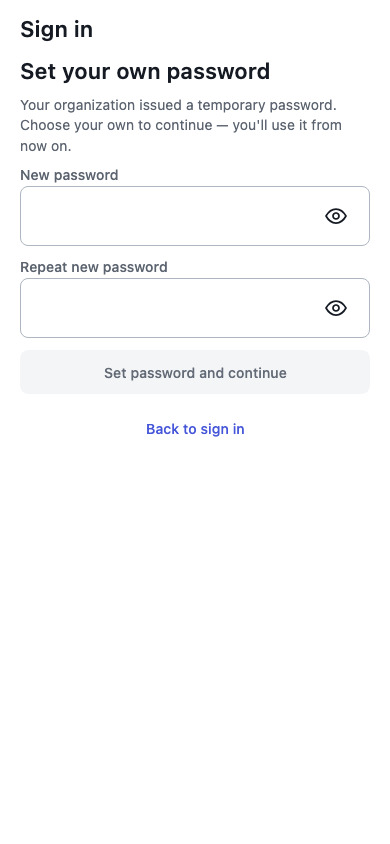 Sign in
Set your own password
Your organization issued a temporary password.
Choose your own to continue — you'll use it from
now on.
New password
Repeat new password
Set password and continue
Back to sign in